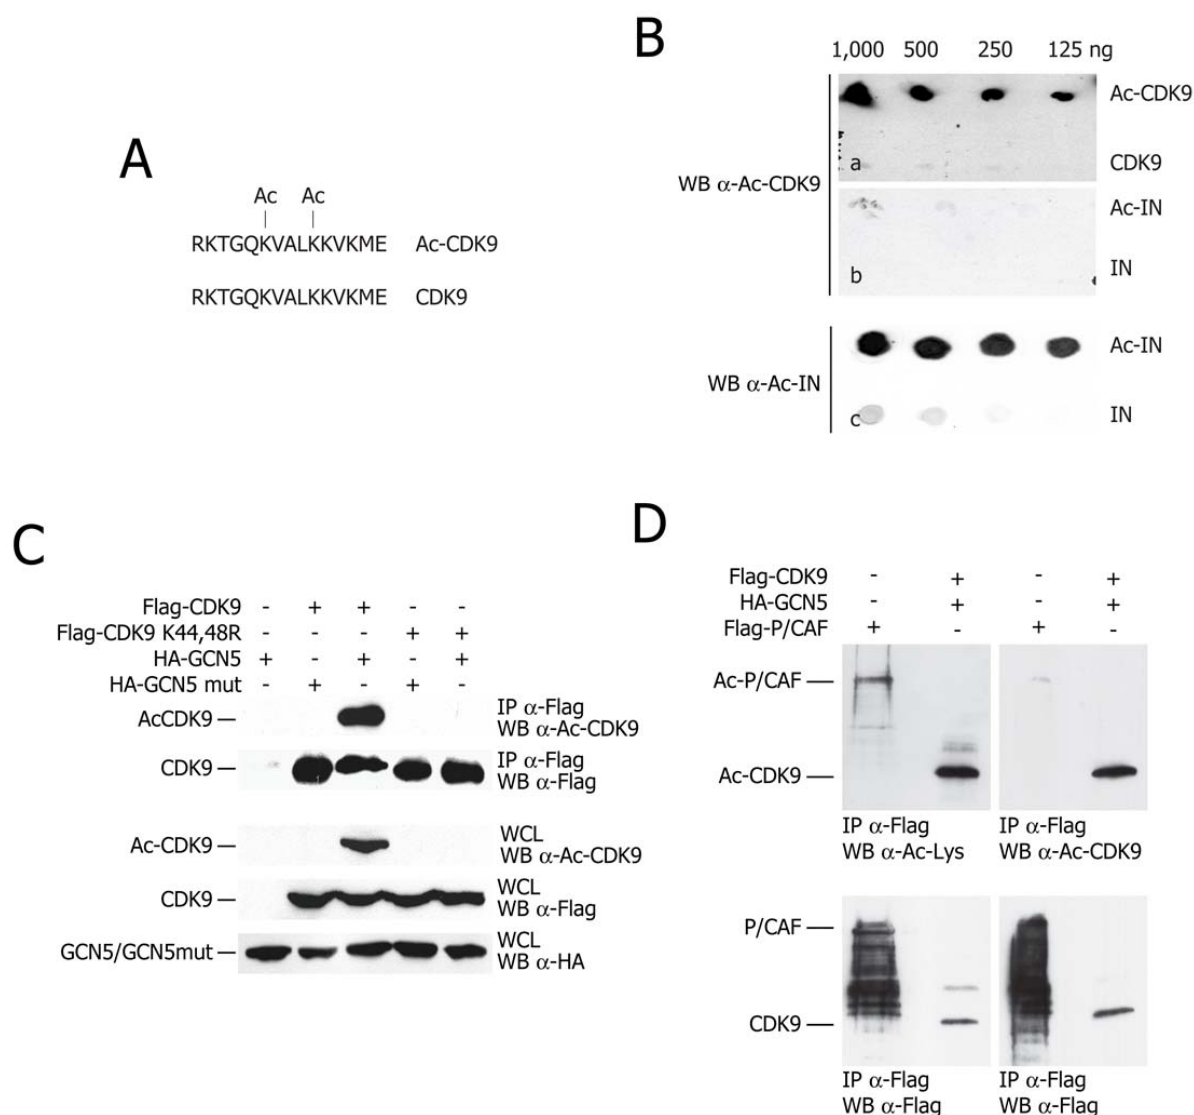 A
Ac Ac
RKTGQKVALKKVKME Ac-CDK9
RKTGQKVALKKVKME CDK9
B
1,000 500 250 125 ng
Ac-CDK9
CDK9
a
WB α-Ac-CDK9
Ac-IN
IN
b
Ac-IN
WB α-Ac-IN
IN
c
C
Flag-CDK9 - + + - -
Flag-CDK9 K44,48R - - - + +
HA-GCN5 + - + - +
HA-GCN5 mut - + - + -
AcCDK9
IP α-Flag
WB α-Ac-CDK9
CDK9
IP α-Flag
WB α-Flag
Ac-CDK9
WCL
WB α-Ac-CDK9
CDK9
WCL
WB α-Flag
GCN5/GCN5mut
WCL
WB α-HA
D
Flag-CDK9 - + - +
HA-GCN5 - + - +
Flag-P/CAF + - + -
Ac-P/CAF
Ac-CDK9
IP α-Flag
WB α-Ac-Lys
IP α-Flag
WB α-Ac-CDK9
P/CAF
CDK9
IP α-Flag
WB α-Flag
IP α-Flag
WB α-Flag